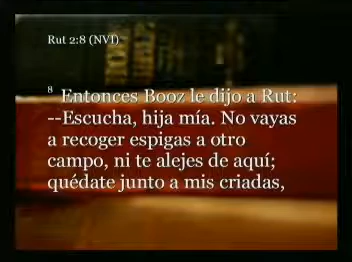 Rut 2:8 (NVI)
8 Entonces Booz le dijo a Rut:
--Escucha, hija mía. No vayas
a recoger espigas a otro
campo, ni te alejes de aquí;
quédate junto a mis criadas,